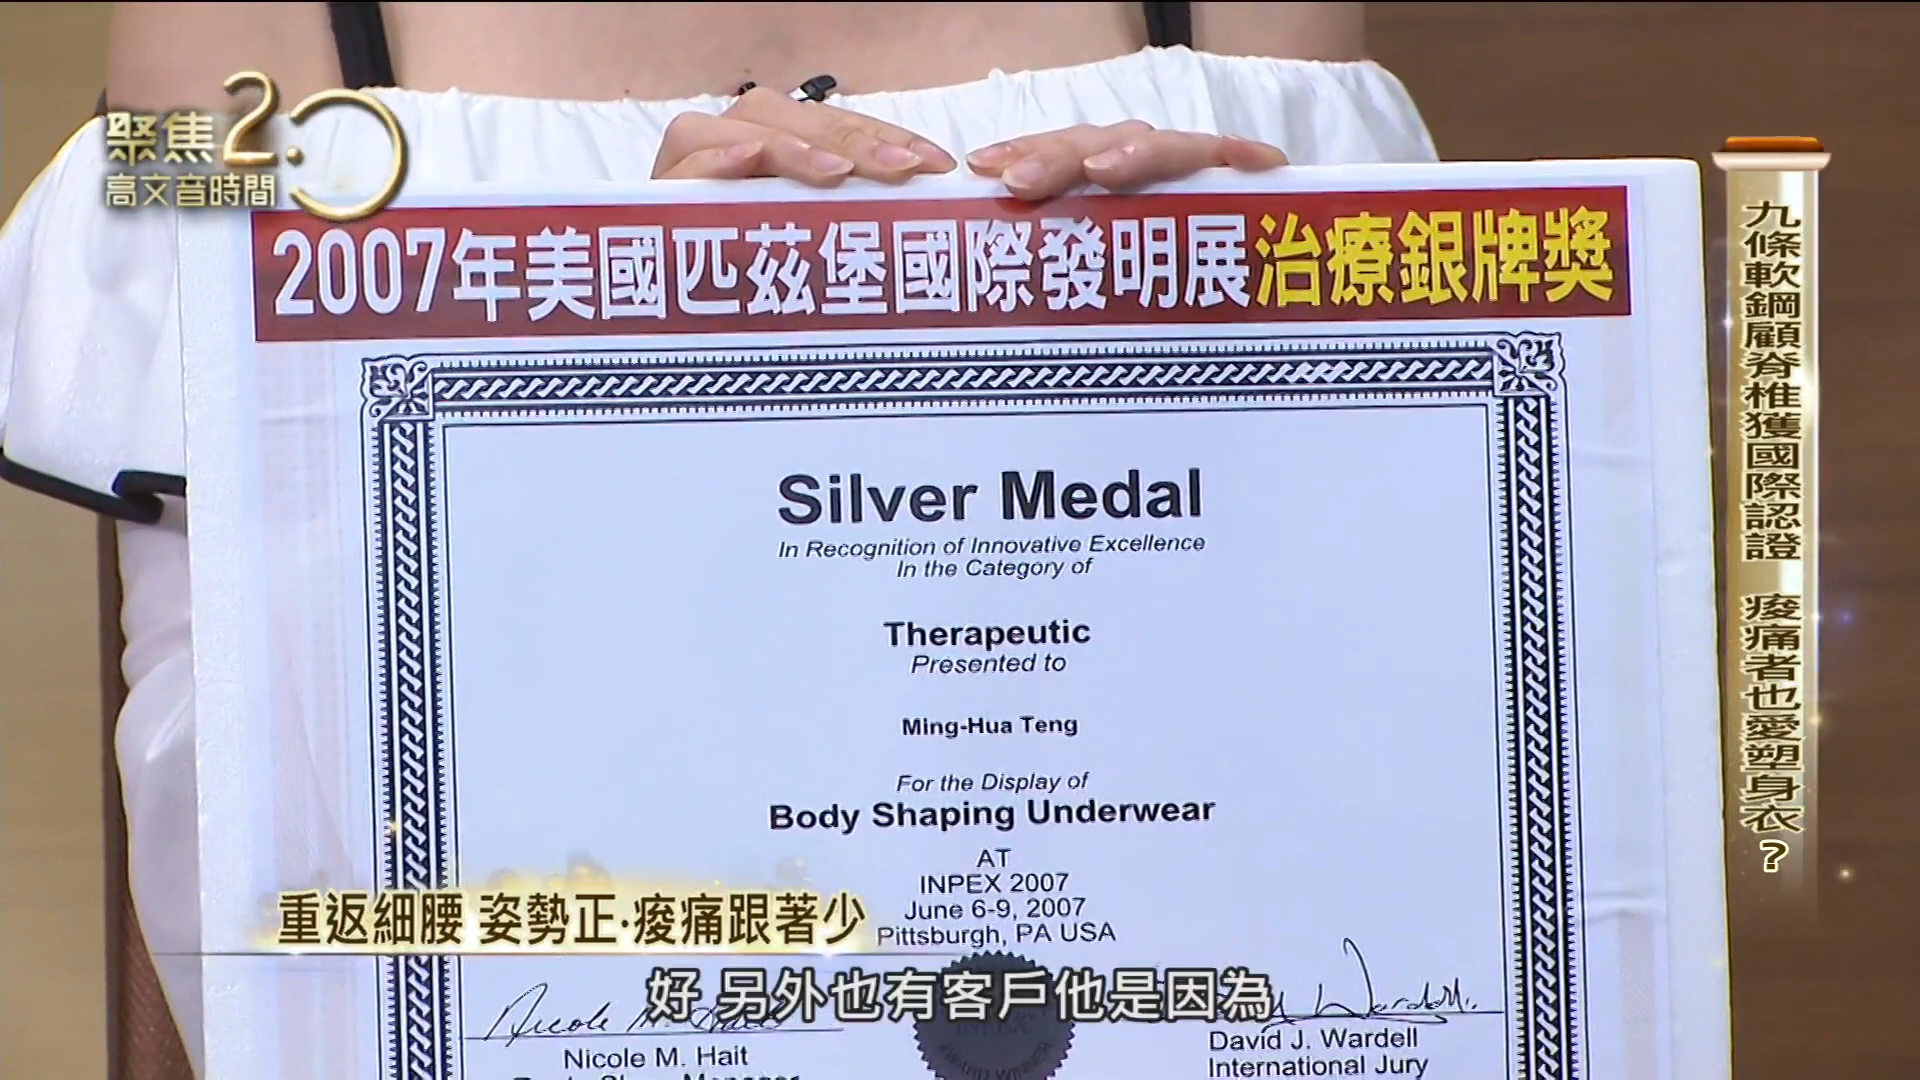 聚焦2.0
高文音時間
2007年美國匹茲堡國際發明展治療銀牌獎
Silver Medal
In Recognition of Innovative Excellence
In the Category of
Therapeutic
Presented to
Ming-Hua Teng
For the Display of
Body Shaping Underwear
AT
INPEX 2007
June 6-9, 2007
Pittsburgh, PA USA
Nicole M. Hait
David J. Wardell
International Jury
九條軟鋼顧脊椎獲國際認證 痠痛者也愛塑身衣?
重返細腰 姿勢正·痠痛跟著少
好 另外也有客戶他是因為